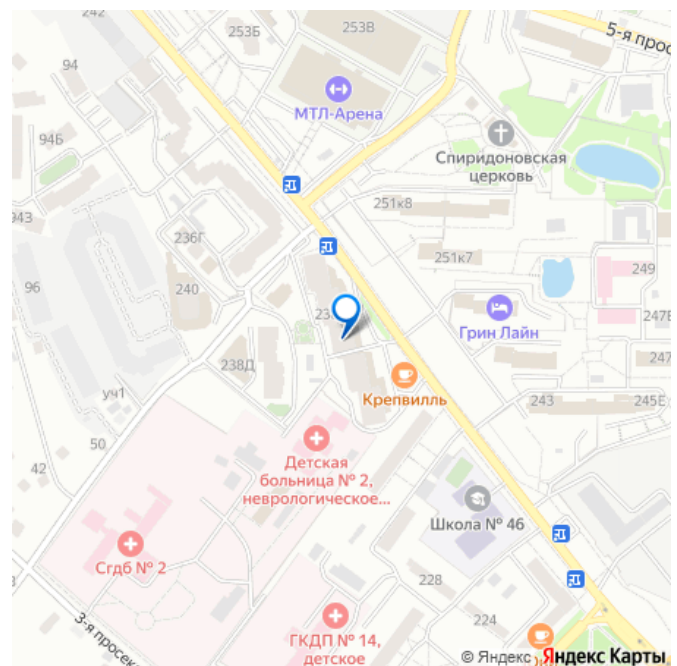 242
253Б
253В
5-я прос
94
МТЛ-Арена
94Б
Спиридоновская
церковь
251к8
943
236Г
251к7
249
96
240
247Б
Грин Лайн
238Д
247
Крепвилль
уч1
243
245Е
50
Детская
больница № 2,
неврологическое...
42
Школа № 46
Сгдб № 2
228
3-я просек
224
ГКДП № 14,
детское
© Яндекс Яндекс Карты